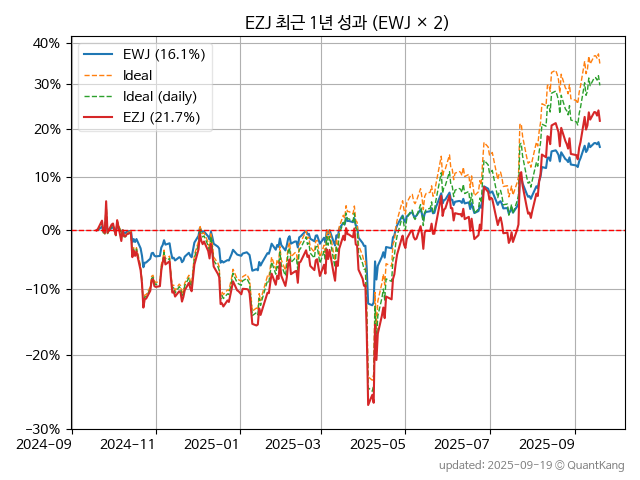 EZJ 최근 1년 성과 (EWJ × 2)
EWJ (16.1%)
Ideal
Ideal (daily)
EZJ (21.7%)
40%
30%
20%
10%
0%
−10%
−20%
−30%
2024-09 2024-11 2025-01 2025-03 2025-05 2025-07 2025-09
updated: 2025-09-19 © QuantKang